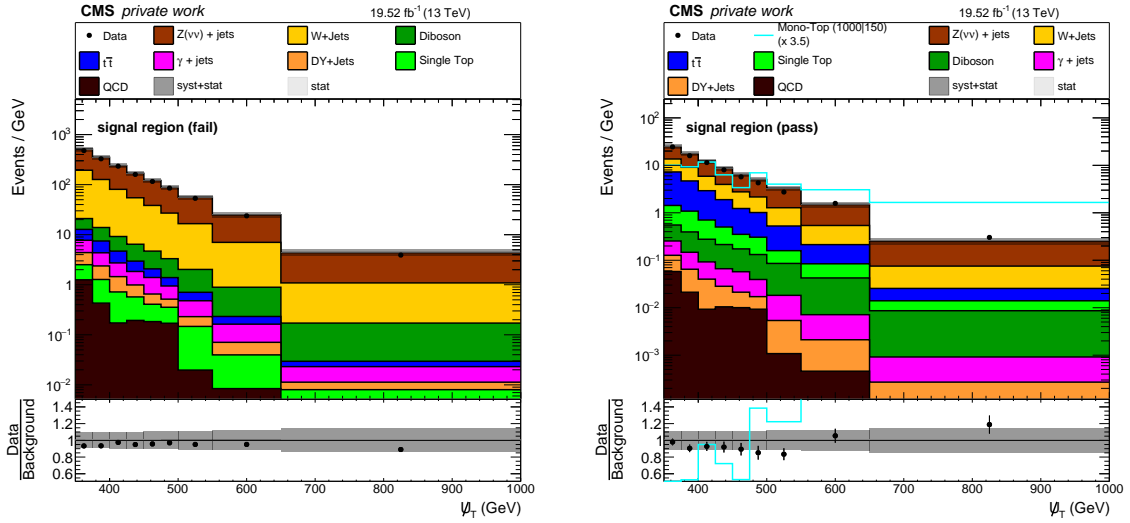 CMS private work 19.52 fb⁻¹ (13 TeV)
Data Z(νν) + jets W+Jets Diboson
tt̅ γ + jets DY+Jets Single Top
QCD syst+stat stat
signal region (fail)
Events / GeV
10³
10²
10
1
10⁻¹
10⁻²
Data
Background
1.4
1.2
1.0
0.8
0.6
400 500 600 700 800 900 1000
U̸_T (GeV)
CMS private work 19.52 fb⁻¹ (13 TeV)
Data Mono-Top (1000|150) (x 3.5) Z(νν) + jets W+Jets
tt̅ Single Top Diboson γ + jets
DY+Jets QCD syst+stat stat
signal region (pass)
Events / GeV
10²
10
1
10⁻¹
10⁻²
10⁻³
Data
Background
1.4
1.2
1.0
0.8
0.6
400 500 600 700 800 900 1000
U̸_T (GeV)